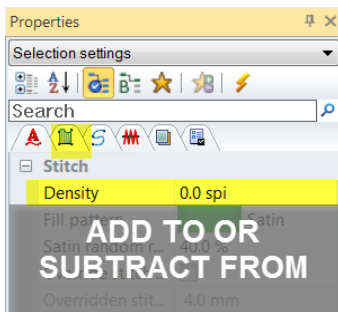 Properties
Selection settings
Search
Stitch
Density 0.0 spi
Fill pattern Satin
ADD TO OR
Satin random r... 40.0 %
SUBTRACT FROM
Overridden stit... 4.0 mm